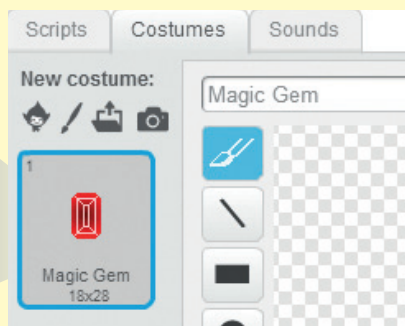 Scripts Costumes Sounds
New costume:
Magic Gem
1
Magic Gem
18x28